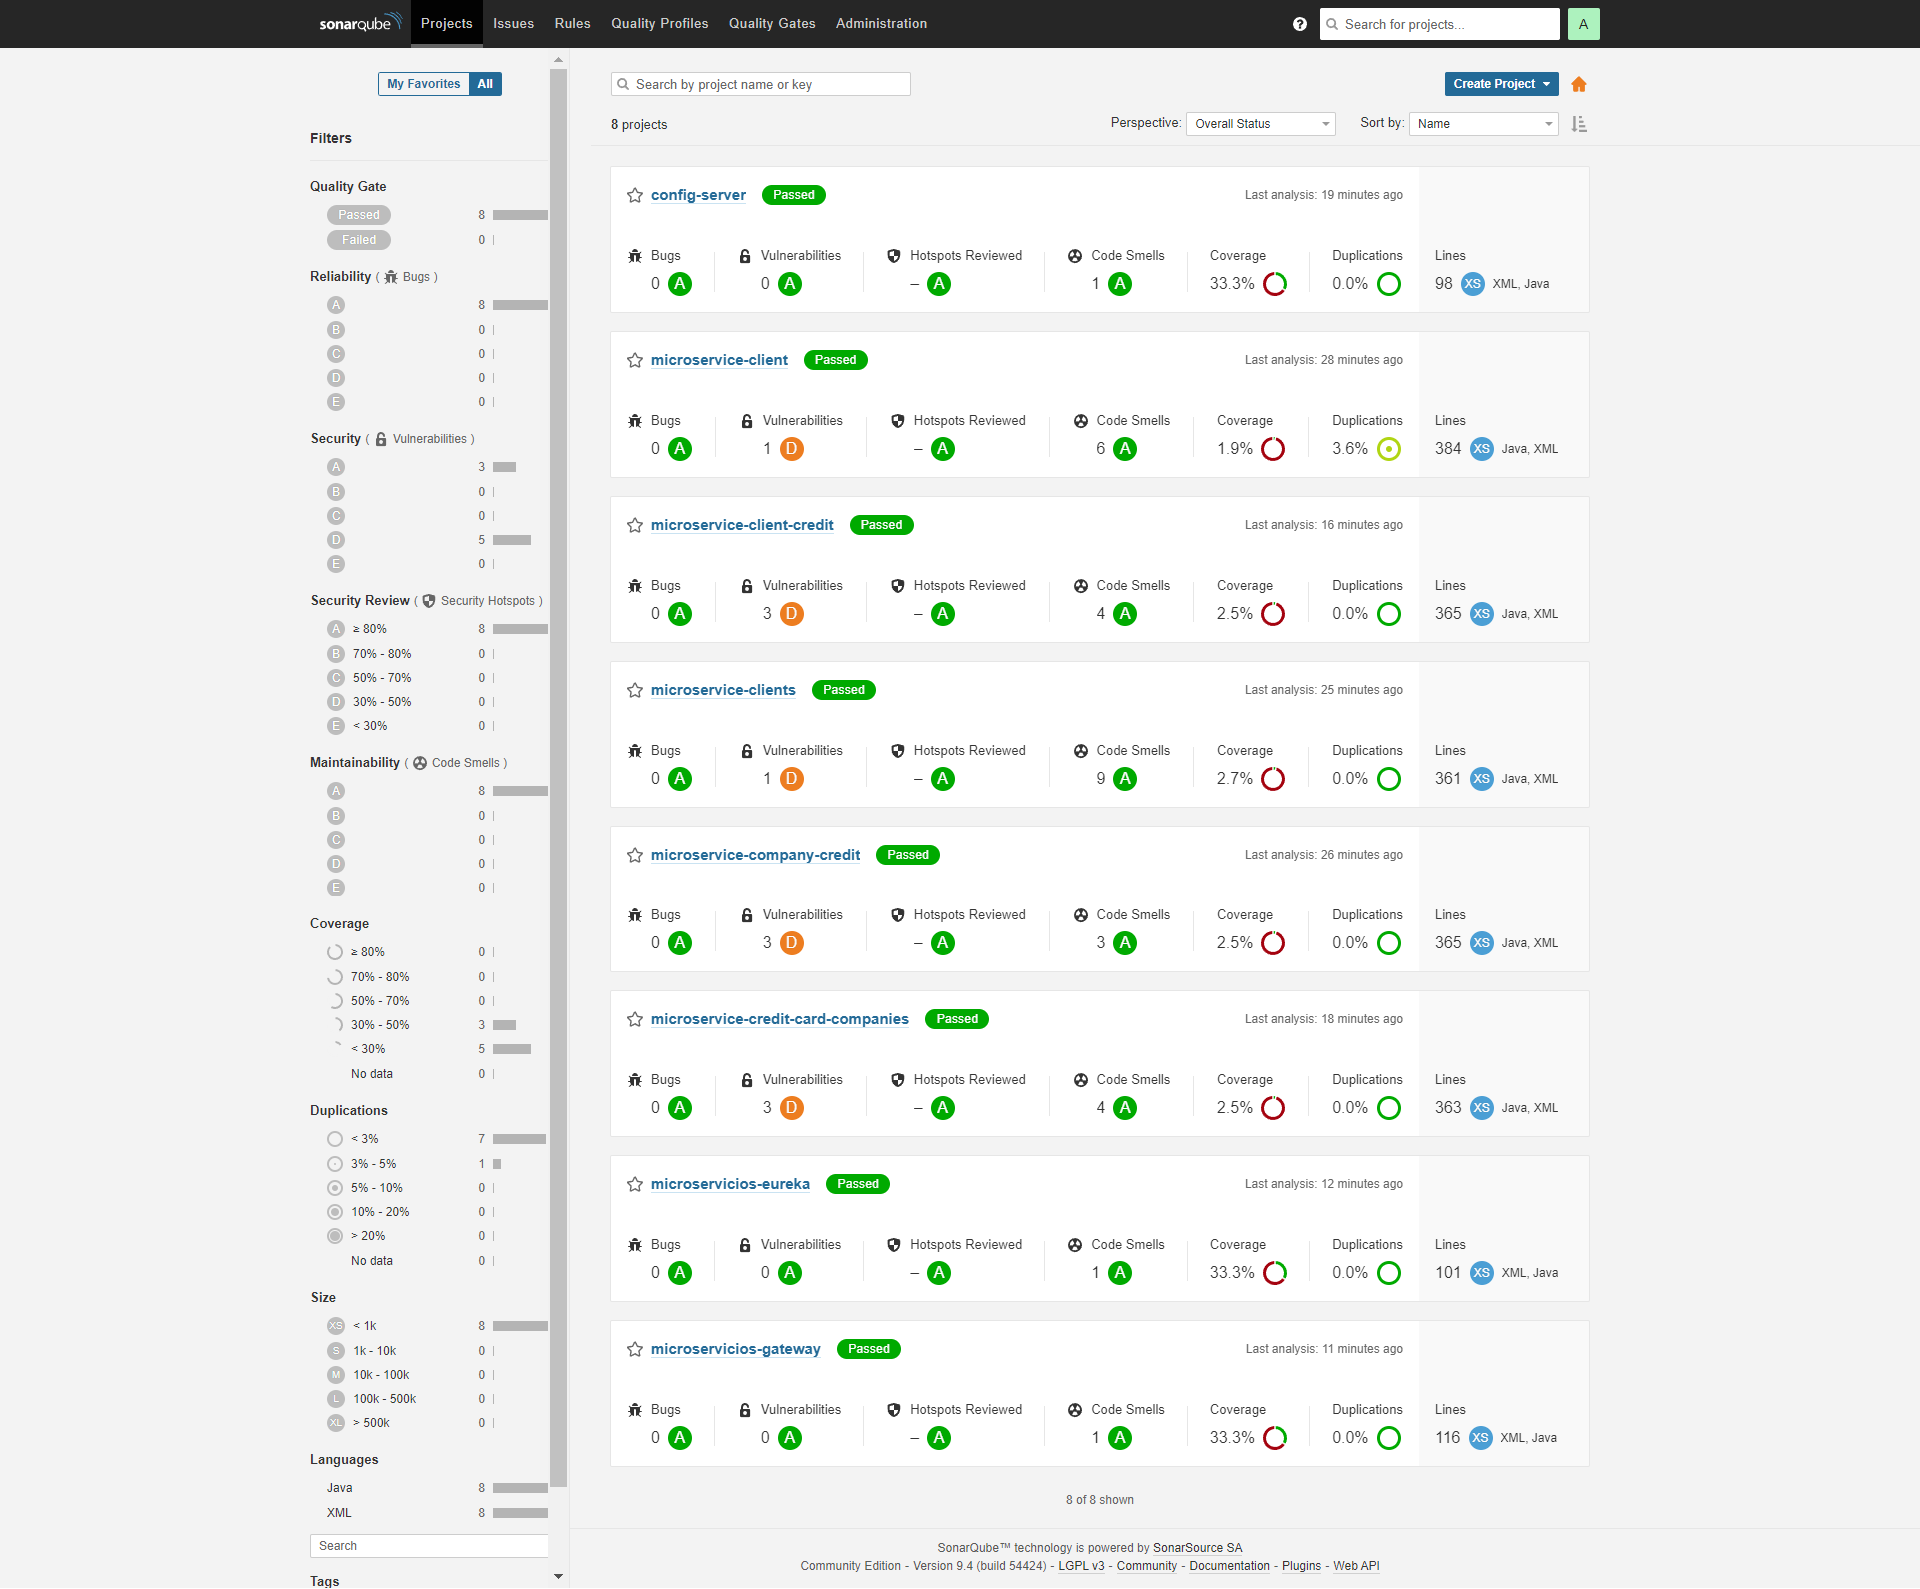 sonarqube Projects Issues Rules Quality Profiles Quality Gates Administration ? Search for projects... A
My Favorites All
Filters
Quality Gate
Passed 8
Failed 0
Reliability ( Bugs )
A 8
B 0
C 0
D 0
E 0
Security ( Vulnerabilities )
A 3
B 0
C 0
D 5
E 0
Security Review ( Security Hotspots )
A ≥ 80% 8
B 70% - 80% 0
C 50% - 70% 0
D 30% - 50% 0
E < 30% 0
Maintainability ( Code Smells )
A 8
B 0
C 0
D 0
E 0
Coverage
≥ 80% 0
70% - 80% 0
50% - 70% 0
30% - 50% 3
< 30% 5
No data 0
Duplications
< 3% 7
3% - 5% 1
5% - 10% 0
10% - 20% 0
> 20% 0
No data 0
Size
XS < 1k 8
S 1k - 10k 0
M 10k - 100k 0
L 100k - 500k 0
XL > 500k 0
Languages
Java 8
XML 8
Search
Tags
Search by project name or key Create Project
8 projects Perspective: Overall Status Sort by: Name
config-server Passed Last analysis: 19 minutes ago
Bugs Vulnerabilities Hotspots Reviewed Code Smells Coverage Duplications Lines
0 A 0 A – A 1 A 33.3% 0.0% 98 XS XML, Java
microservice-client Passed Last analysis: 28 minutes ago
Bugs Vulnerabilities Hotspots Reviewed Code Smells Coverage Duplications Lines
0 A 1 D – A 6 A 1.9% 3.6% 384 XS Java, XML
microservice-client-credit Passed Last analysis: 16 minutes ago
Bugs Vulnerabilities Hotspots Reviewed Code Smells Coverage Duplications Lines
0 A 3 D – A 4 A 2.5% 0.0% 365 XS Java, XML
microservice-clients Passed Last analysis: 25 minutes ago
Bugs Vulnerabilities Hotspots Reviewed Code Smells Coverage Duplications Lines
0 A 1 D – A 9 A 2.7% 0.0% 361 XS Java, XML
microservice-company-credit Passed Last analysis: 26 minutes ago
Bugs Vulnerabilities Hotspots Reviewed Code Smells Coverage Duplications Lines
0 A 3 D – A 3 A 2.5% 0.0% 365 XS Java, XML
microservice-credit-card-companies Passed Last analysis: 18 minutes ago
Bugs Vulnerabilities Hotspots Reviewed Code Smells Coverage Duplications Lines
0 A 3 D – A 4 A 2.5% 0.0% 363 XS Java, XML
microservicios-eureka Passed Last analysis: 12 minutes ago
Bugs Vulnerabilities Hotspots Reviewed Code Smells Coverage Duplications Lines
0 A 0 A – A 1 A 33.3% 0.0% 101 XS XML, Java
microservicios-gateway Passed Last analysis: 11 minutes ago
Bugs Vulnerabilities Hotspots Reviewed Code Smells Coverage Duplications Lines
0 A 0 A – A 1 A 33.3% 0.0% 116 XS XML, Java
8 of 8 shown
SonarQube™ technology is powered by SonarSource SA
Community Edition - Version 9.4 (build 54424) - LGPL v3 - Community - Documentation - Plugins - Web API